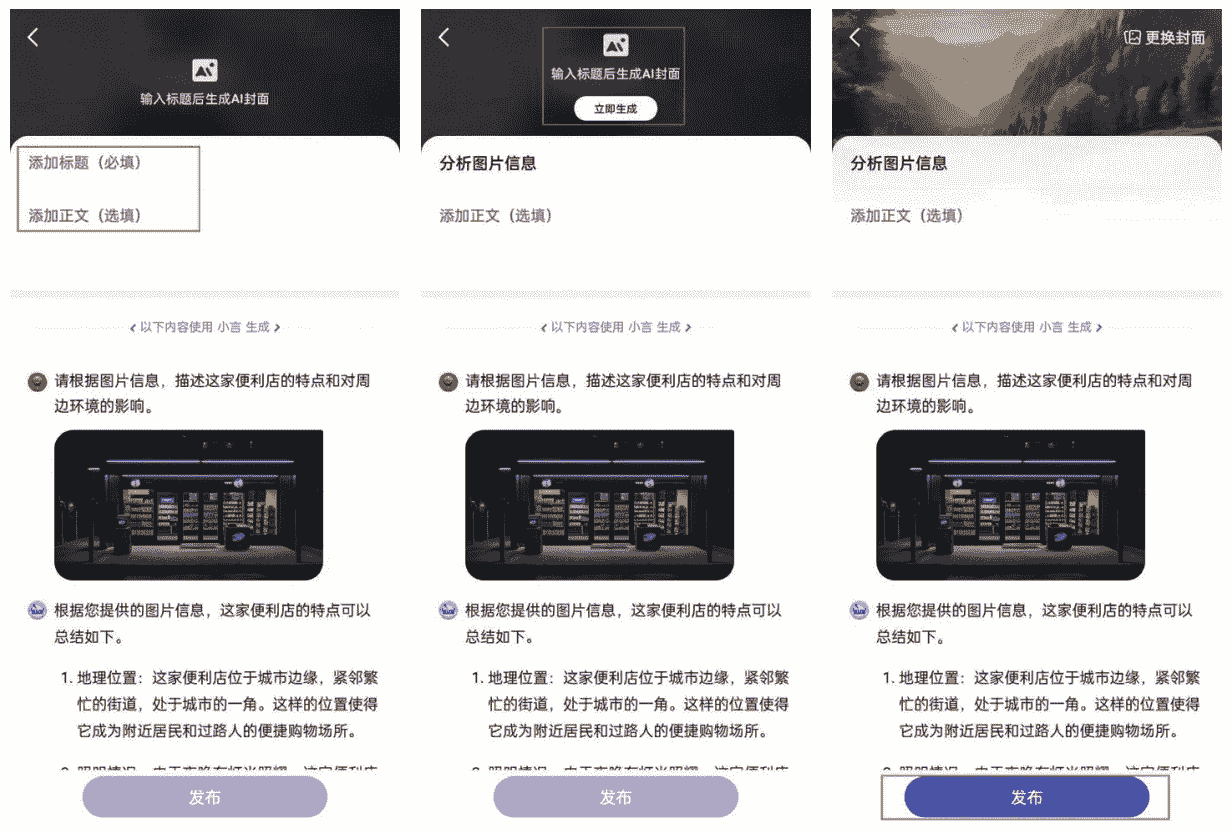 输入标题后生成AI封面
添加标题（必填）
添加正文（选填）
以下内容使用 小言 生成
请根据图片信息，描述这家便利店的特点和对周
边环境的影响。
根据您提供的图片信息，这家便利店的特点可以
总结如下。
1. 地理位置：这家便利店位于城市边缘，紧邻繁
忙的街道，处于城市的一角。这样的位置使得
它成为附近居民和过路人的便捷购物场所。
发布
输入标题后生成AI封面
立即生成
分析图片信息
添加正文（选填）
以下内容使用 小言 生成
请根据图片信息，描述这家便利店的特点和对周
边环境的影响。
根据您提供的图片信息，这家便利店的特点可以
总结如下。
1. 地理位置：这家便利店位于城市边缘，紧邻繁
忙的街道，处于城市的一角。这样的位置使得
它成为附近居民和过路人的便捷购物场所。
发布
更换封面
分析图片信息
添加正文（选填）
以下内容使用 小言 生成
请根据图片信息，描述这家便利店的特点和对周
边环境的影响。
根据您提供的图片信息，这家便利店的特点可以
总结如下。
1. 地理位置：这家便利店位于城市边缘，紧邻繁
忙的街道，处于城市的一角。这样的位置使得
它成为附近居民和过路人的便捷购物场所。
发布